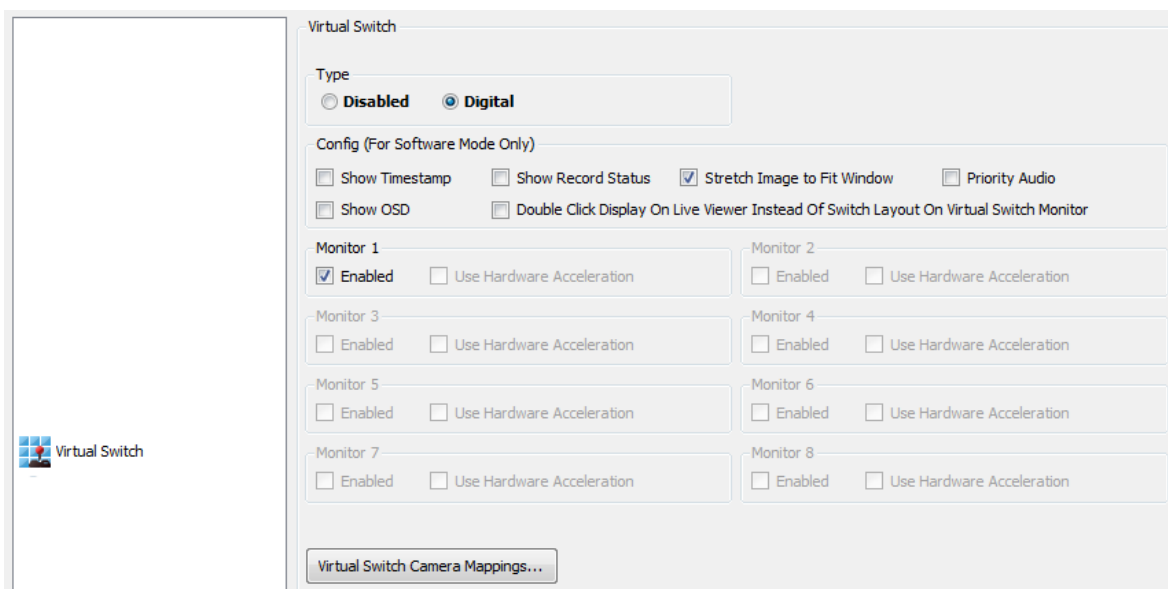 Virtual Switch
Type
Disabled Digital
Config (For Software Mode Only)
Show Timestamp Show Record Status Stretch Image to Fit Window Priority Audio
Show OSD Double Click Display On Live Viewer Instead Of Switch Layout On Virtual Switch Monitor
Monitor 1 Monitor 2
Enabled Use Hardware Acceleration Enabled Use Hardware Acceleration
Monitor 3 Monitor 4
Enabled Use Hardware Acceleration Enabled Use Hardware Acceleration
Monitor 5 Monitor 6
Enabled Use Hardware Acceleration Enabled Use Hardware Acceleration
Virtual Switch
Monitor 7 Monitor 8
Enabled Use Hardware Acceleration Enabled Use Hardware Acceleration
Virtual Switch Camera Mappings...